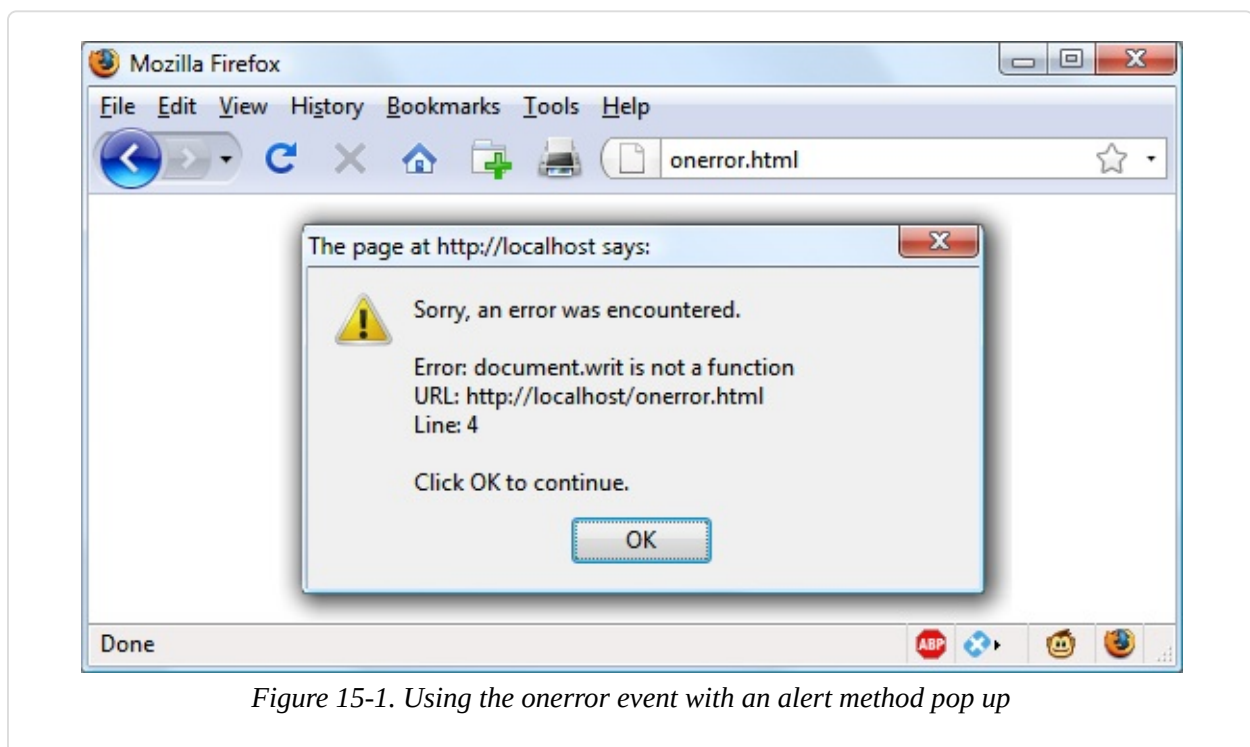 Mozilla Firefox
File Edit View History Bookmarks Tools Help
onerror.html
The page at http://localhost says:
Sorry, an error was encountered.
Error: document.writ is not a function
URL: http://localhost/onerror.html
Line: 4
Click OK to continue.
OK
Done
ABP
Figure 15-1. Using the onerror event with an alert method pop up